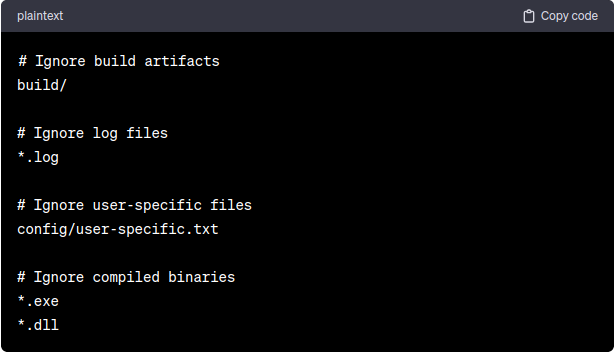 plaintext
Copy code
# Ignore build artifacts
build/
# Ignore log files
*.log
# Ignore user-specific files
config/user-specific.txt
# Ignore compiled binaries
*.exe
*.dll